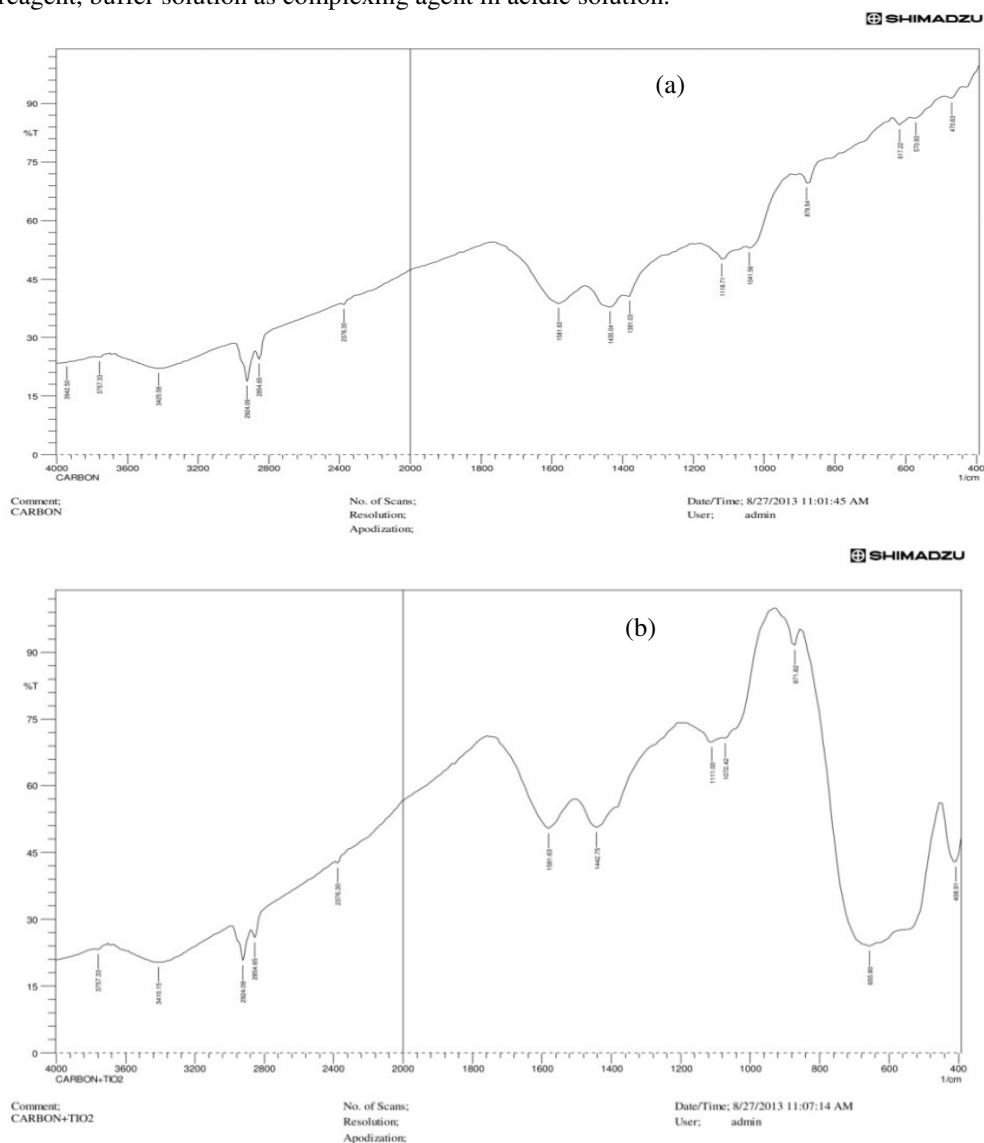 reagent, buffer solution as complexing agent in acidic solution.
SHIMADZU
(a)
90
%T
75
60
45
30
15
0
3942.50
3757.33
3425.58
2924.09
2854.65
2376.30
1581.63
1435.04
1381.03
1118.71
1041.56
879.54
617.22
570.93
470.63
4000 3600 3200 2800 2400 2000 1800 1600 1400 1200 1000 800 600 400
CARBON 1/cm
Comment; No. of Scans; Date/Time; 8/27/2013 11:01:45 AM
CARBON Resolution; User; admin
Apodization;
SHIMADZU
(b)
90
%T
75
60
45
30
15
0
3757.33
3410.15
2924.09
2854.65
2376.30
1581.63
1442.75
1111.00
1072.42
871.82
655.80
408.91
4000 3600 3200 2800 2400 2000 1800 1600 1400 1200 1000 800 600 400
CARBON+TIO2 1/cm
Comment; No. of Scans; Date/Time; 8/27/2013 11:07:14 AM
CARBON+TIO2 Resolution; User; admin
Apodization;